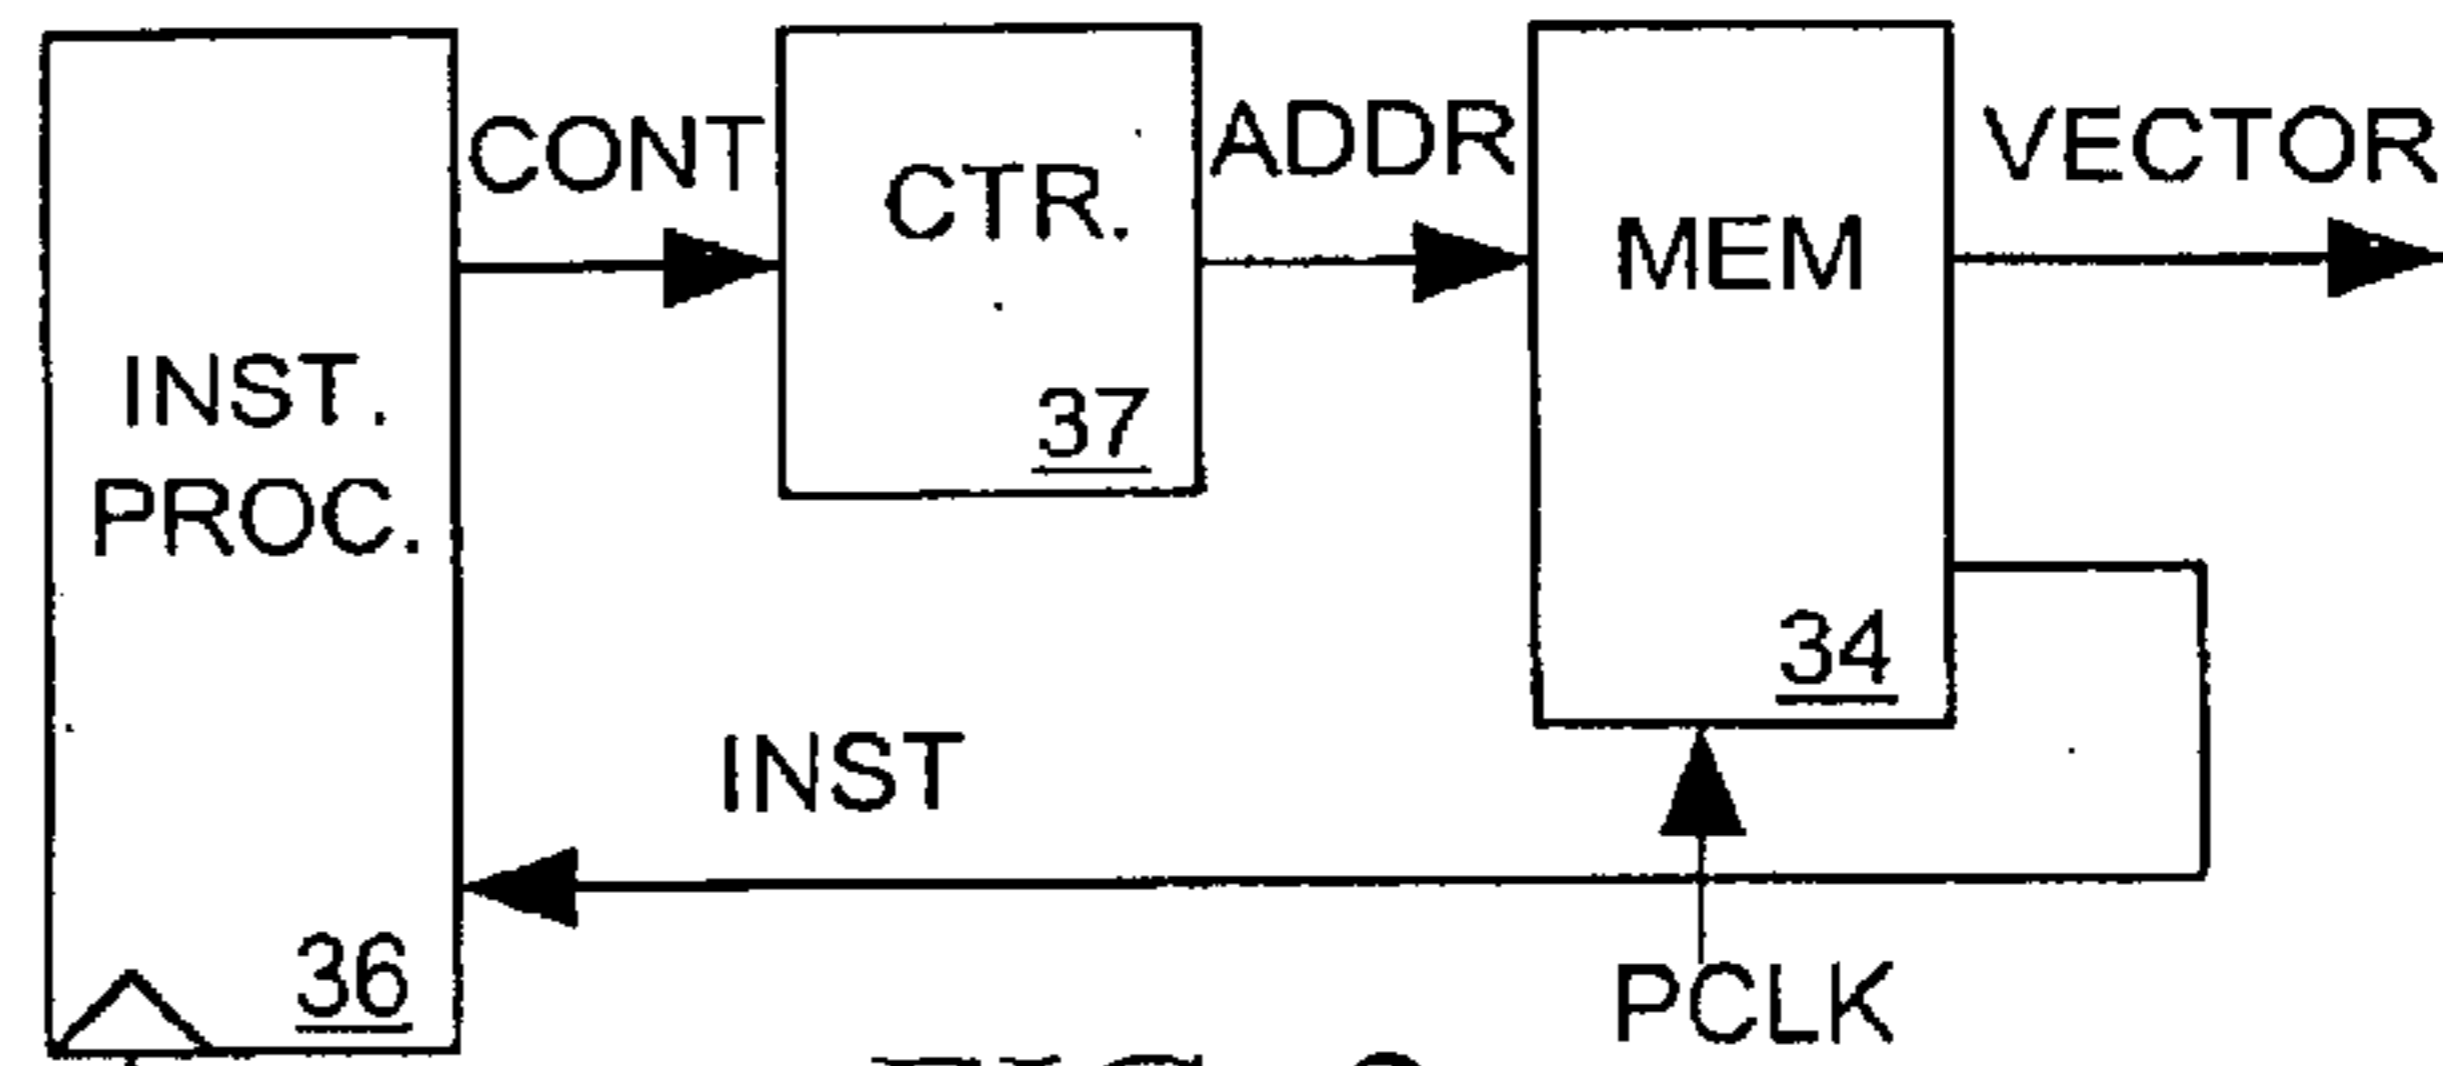 CONT
CTR.
37
ADDR
MEM
34
VECTOR
INST.
PROC.
36
INST
PCLK